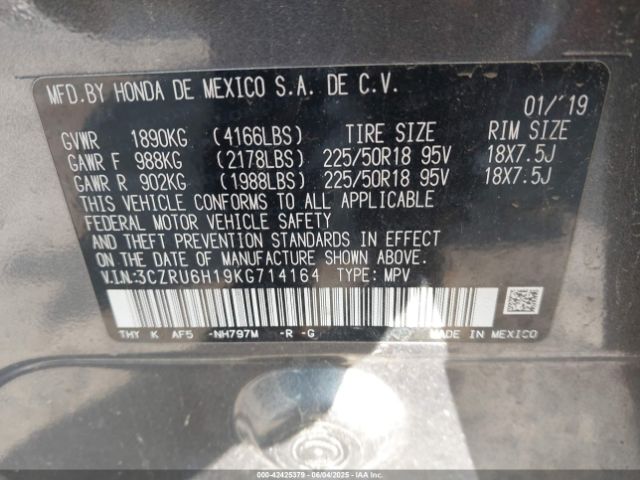 MFD.BY HONDA DE MEXICO S.A. DE C.V.
01/'19
GVWR 1890KG (4166LBS) TIRE SIZE RIM SIZE
GAWR F 988KG (2178LBS) 225/50R18 95V 18X7.5J
GAWR R 902KG (1988LBS) 225/50R18 95V 18X7.5J
THIS VEHICLE CONFORMS TO ALL APPLICABLE
FEDERAL MOTOR VEHICLE SAFETY
AND THEFT PREVENTION STANDARDS IN EFFECT
ON THE DATE OF MANUFACTURE SHOWN ABOVE.
V.I.N.:3CZRU6H19KG714164 TYPE: MPV
THY K AF5 -NH797M -R -G MADE IN MEXICO
000-42425379 - 06/04/2025 - IAAI.COM